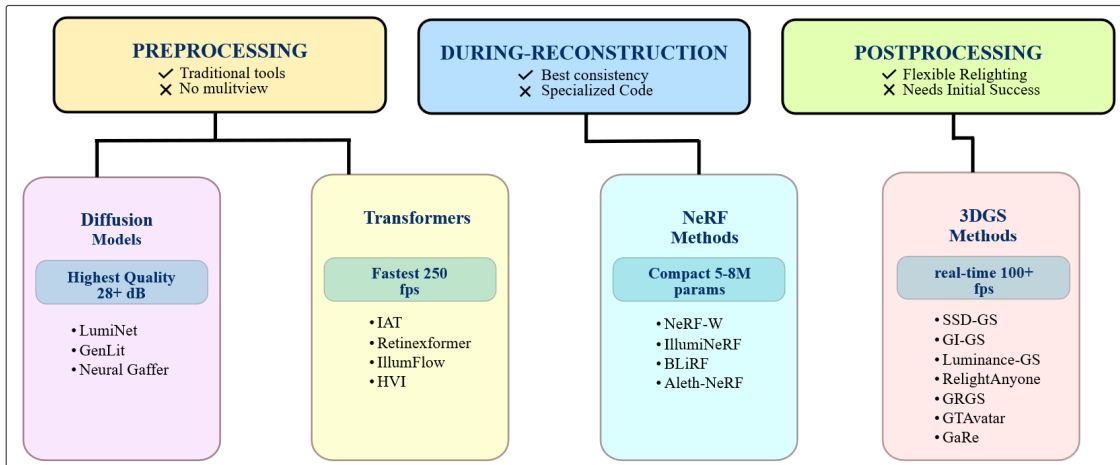 PREPROCESSING
✓ Traditional tools
✕ No mulitview
DURING-RECONSTRUCTION
✓ Best consistency
✕ Specialized Code
POSTPROCESSING
✓ Flexible Relighting
✕ Needs Initial Success
Diffusion
Models
Highest Quality
28+ dB
• LumiNet
• GenLit
• Neural Gaffer
Transformers
Fastest 250
fps
• IAT
• Retinexformer
• IllumFlow
• HVI
NeRF
Methods
Compact 5-8M
params
• NeRF-W
• IllumiNeRF
• BLiRF
• Aleth-NeRF
3DGS
Methods
real-time 100+
fps
• SSD-GS
• GI-GS
• Luminance-GS
• RelightAnyone
• GRGS
• GTAvatar
• GaRe